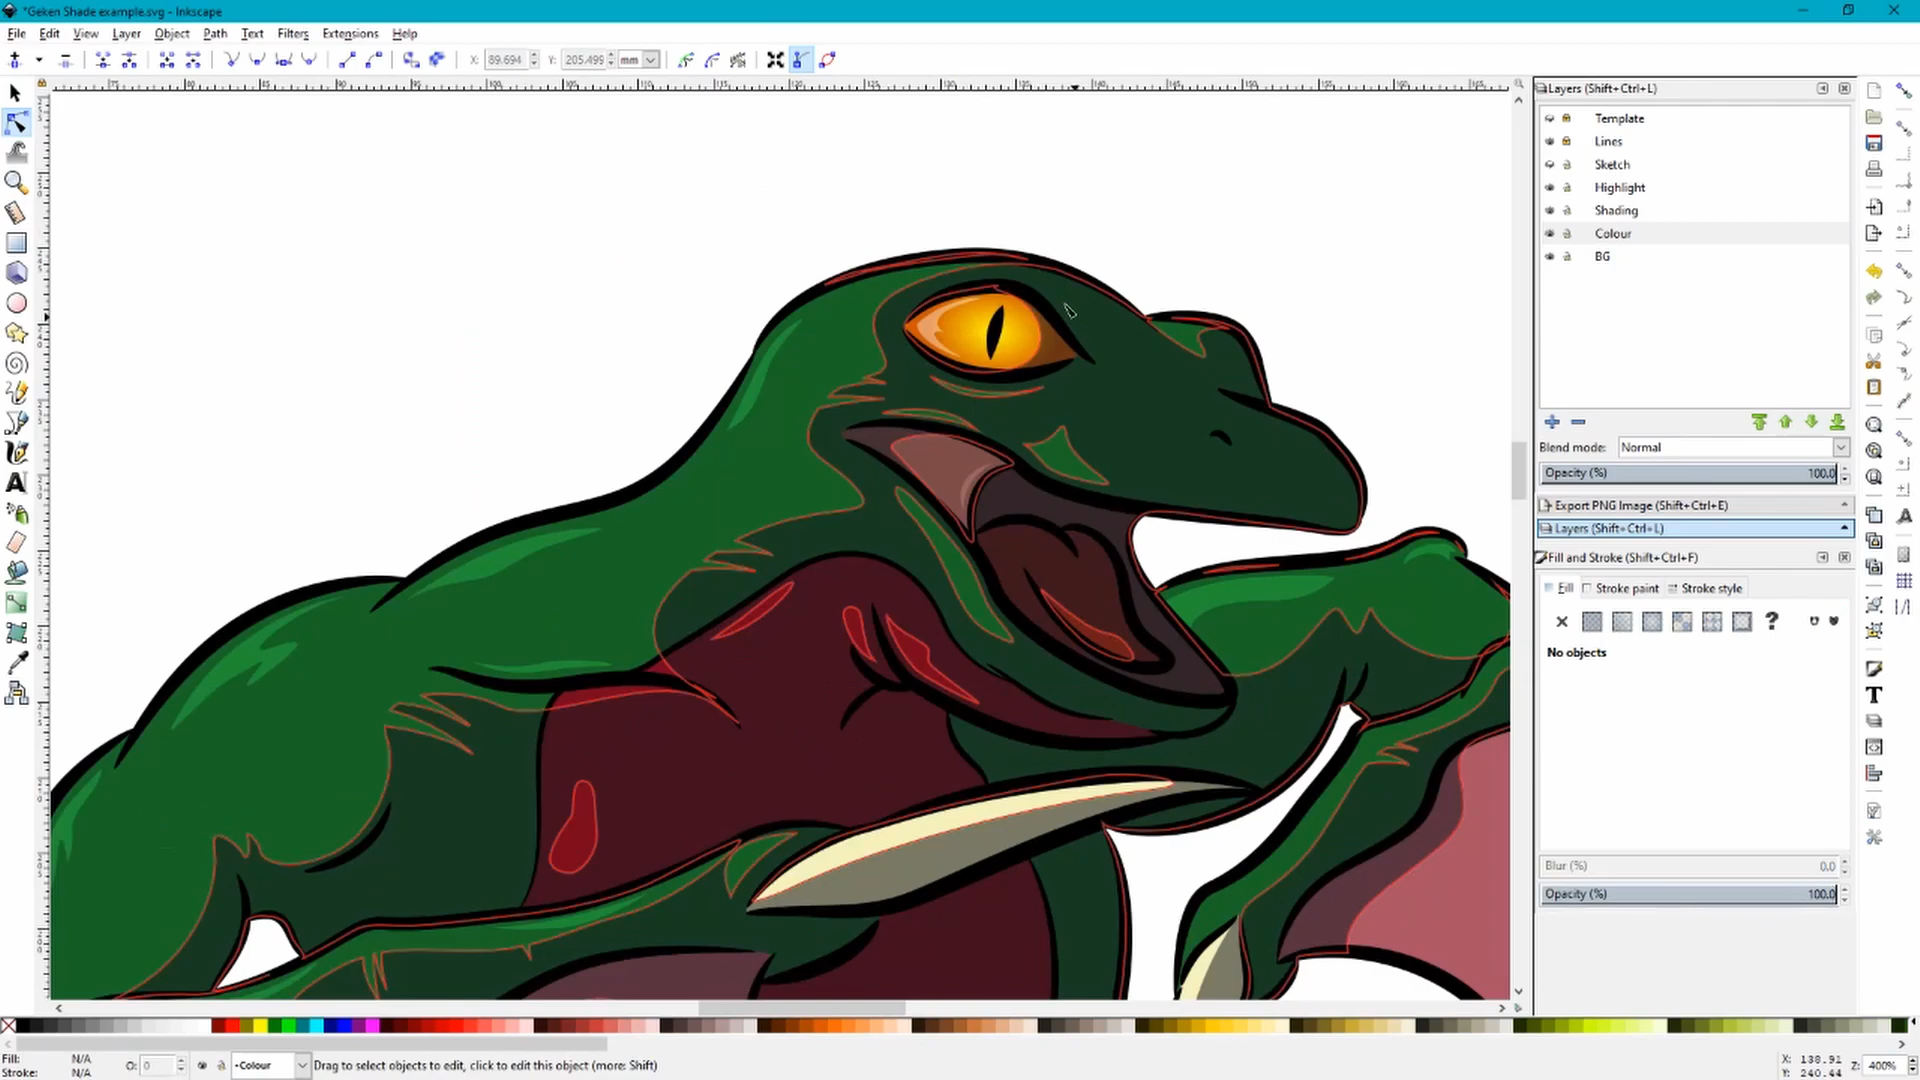 *Geken Shade example.svg - Inkscape
File Edit View Layer Object Path Text Filters Extensions Help
X: 89.694 Y: 205.499 mm
Layers (Shift+Ctrl+L)
Template
Lines
Sketch
Highlight
Shading
Colour
BG
Blend mode: Normal
Opacity (%) 100.0
Export PNG Image (Shift+Ctrl+E)
Layers (Shift+Ctrl+L)
Fill and Stroke (Shift+Ctrl+F)
Fill Stroke paint Stroke style
No objects
Blur (%) 0.0
Opacity (%) 100.0
Fill: N/A
Stroke: N/A
O: 0
•Colour
Drag to select objects to edit, click to edit this object (more: Shift)
X: 138.91
Y: 240.44
Z: 400%